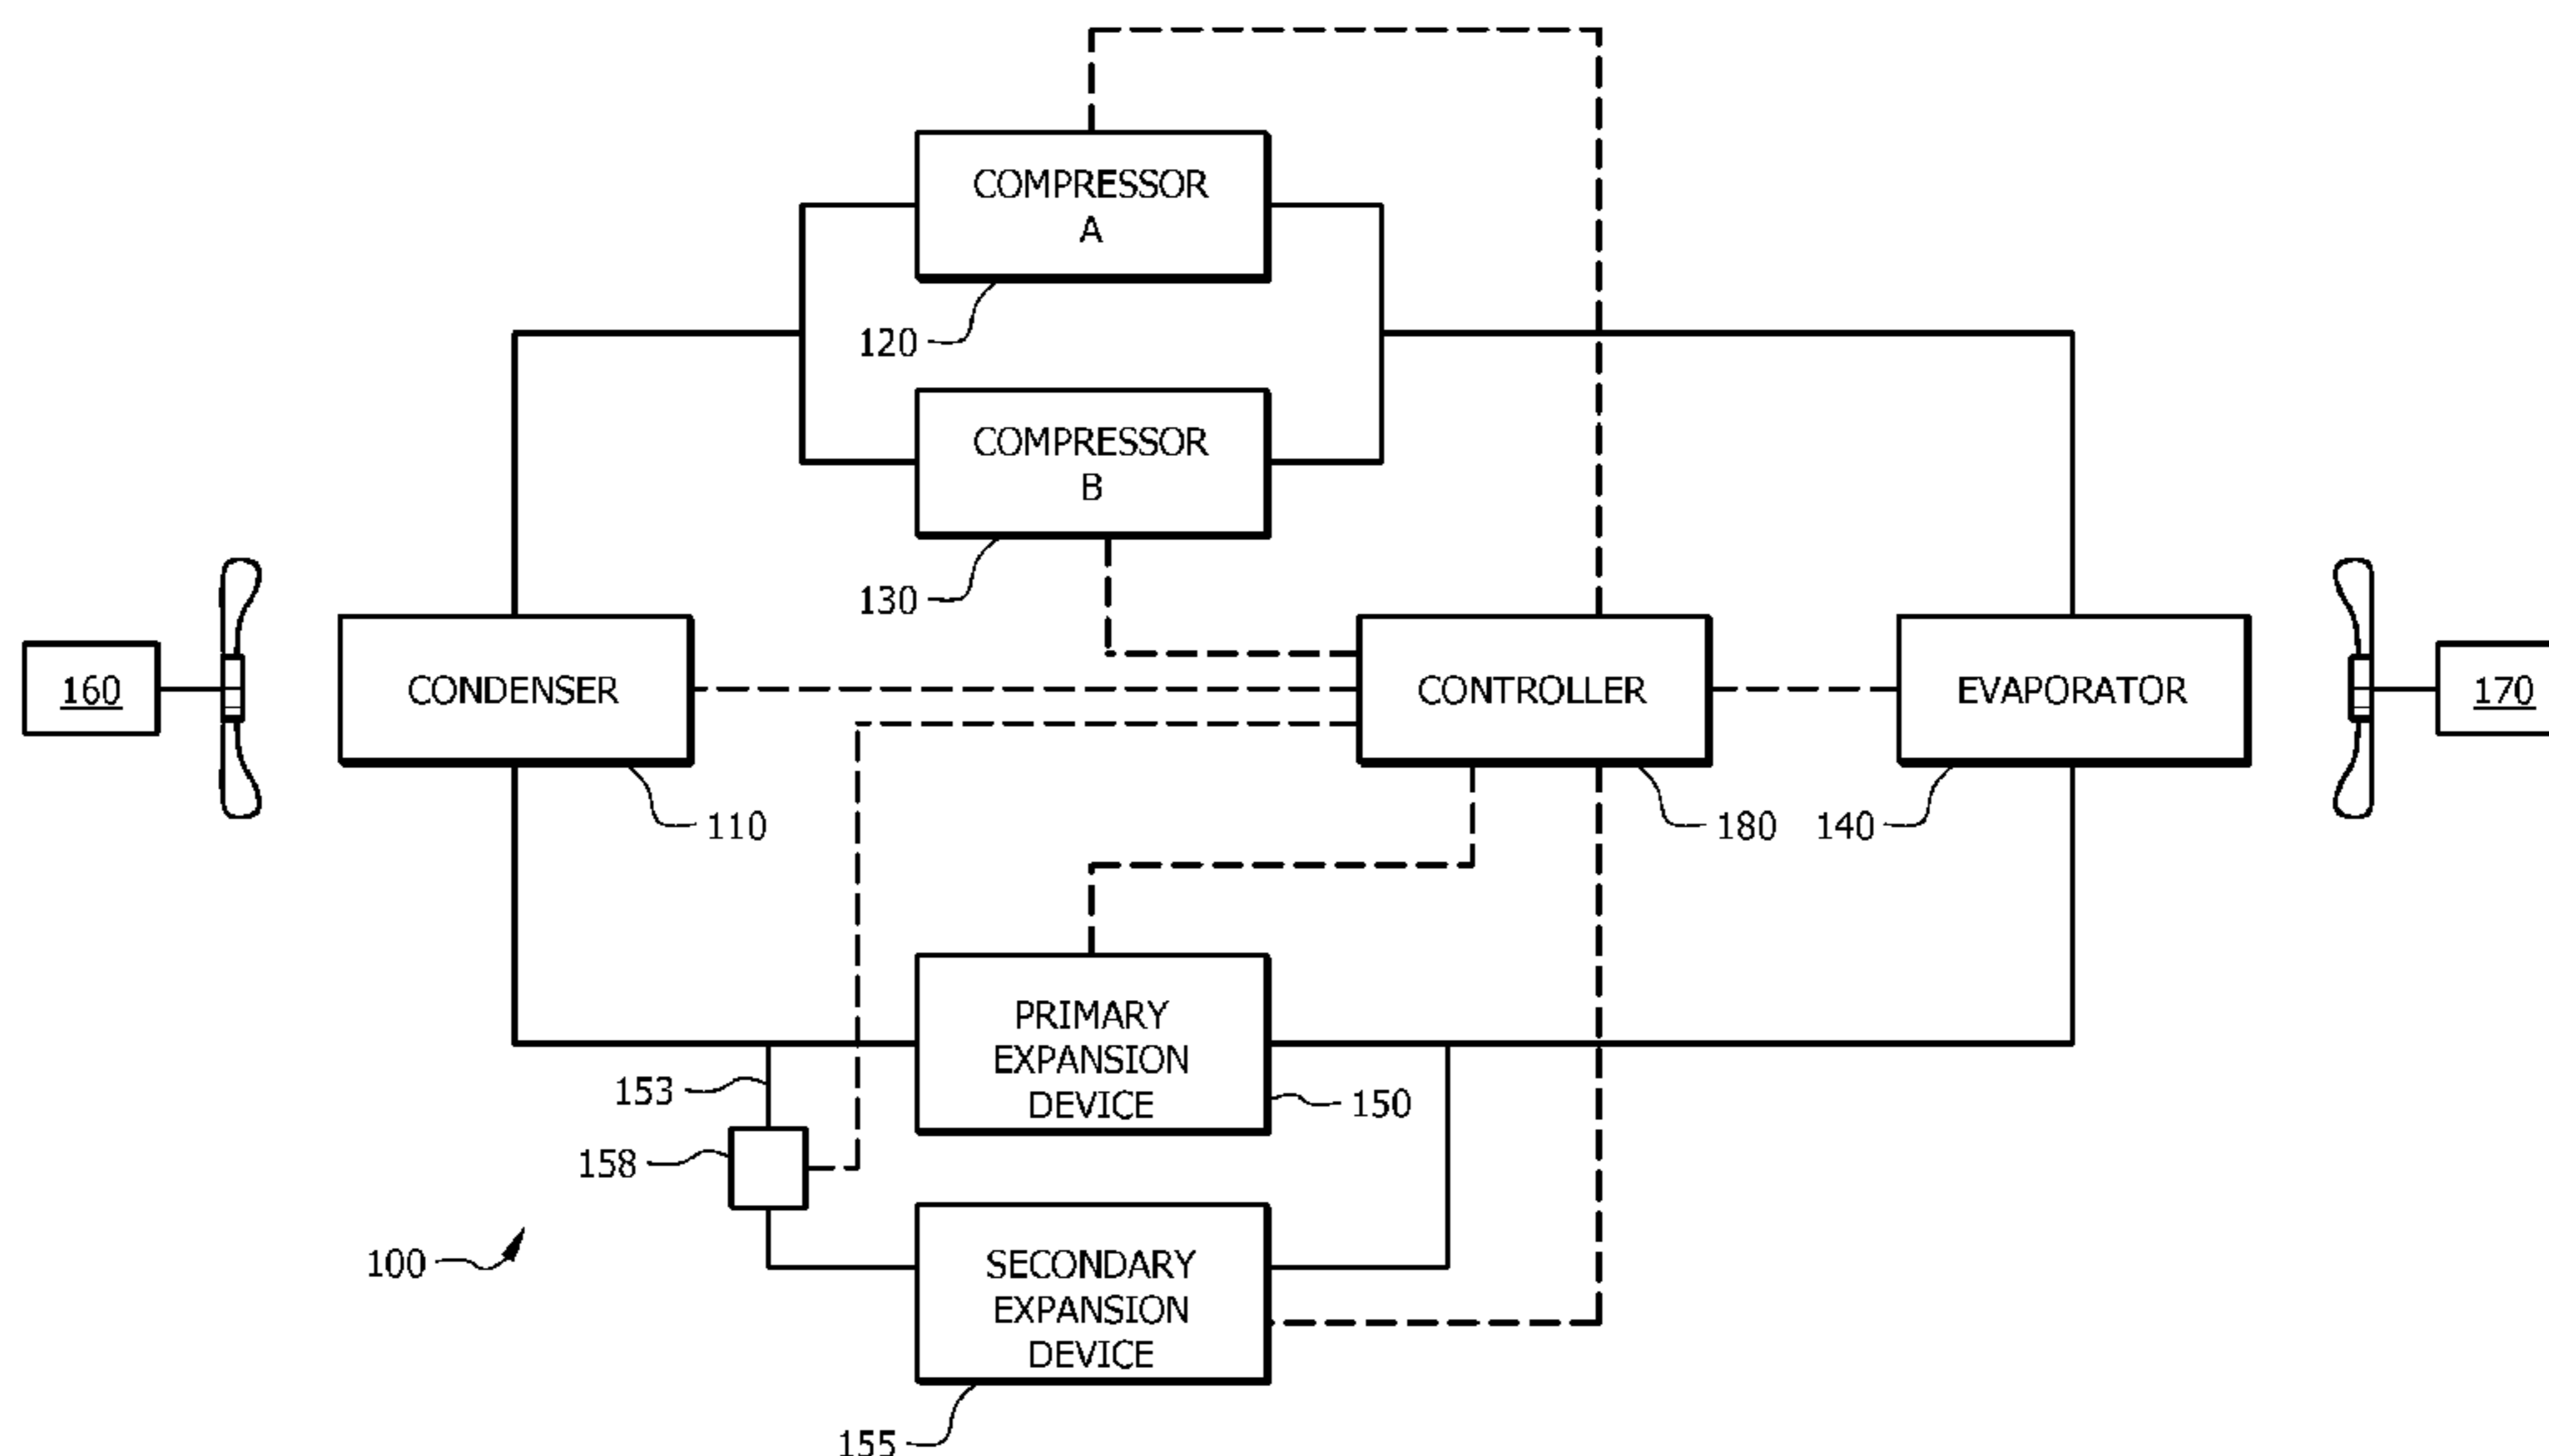 COMPRESSOR
A
120
COMPRESSOR
B
130
160
CONDENSER
CONTROLLER
EVAPORATOR
170
110
180
140
PRIMARY
EXPANSION
DEVICE
153
150
158
SECONDARY
EXPANSION
DEVICE
100
155